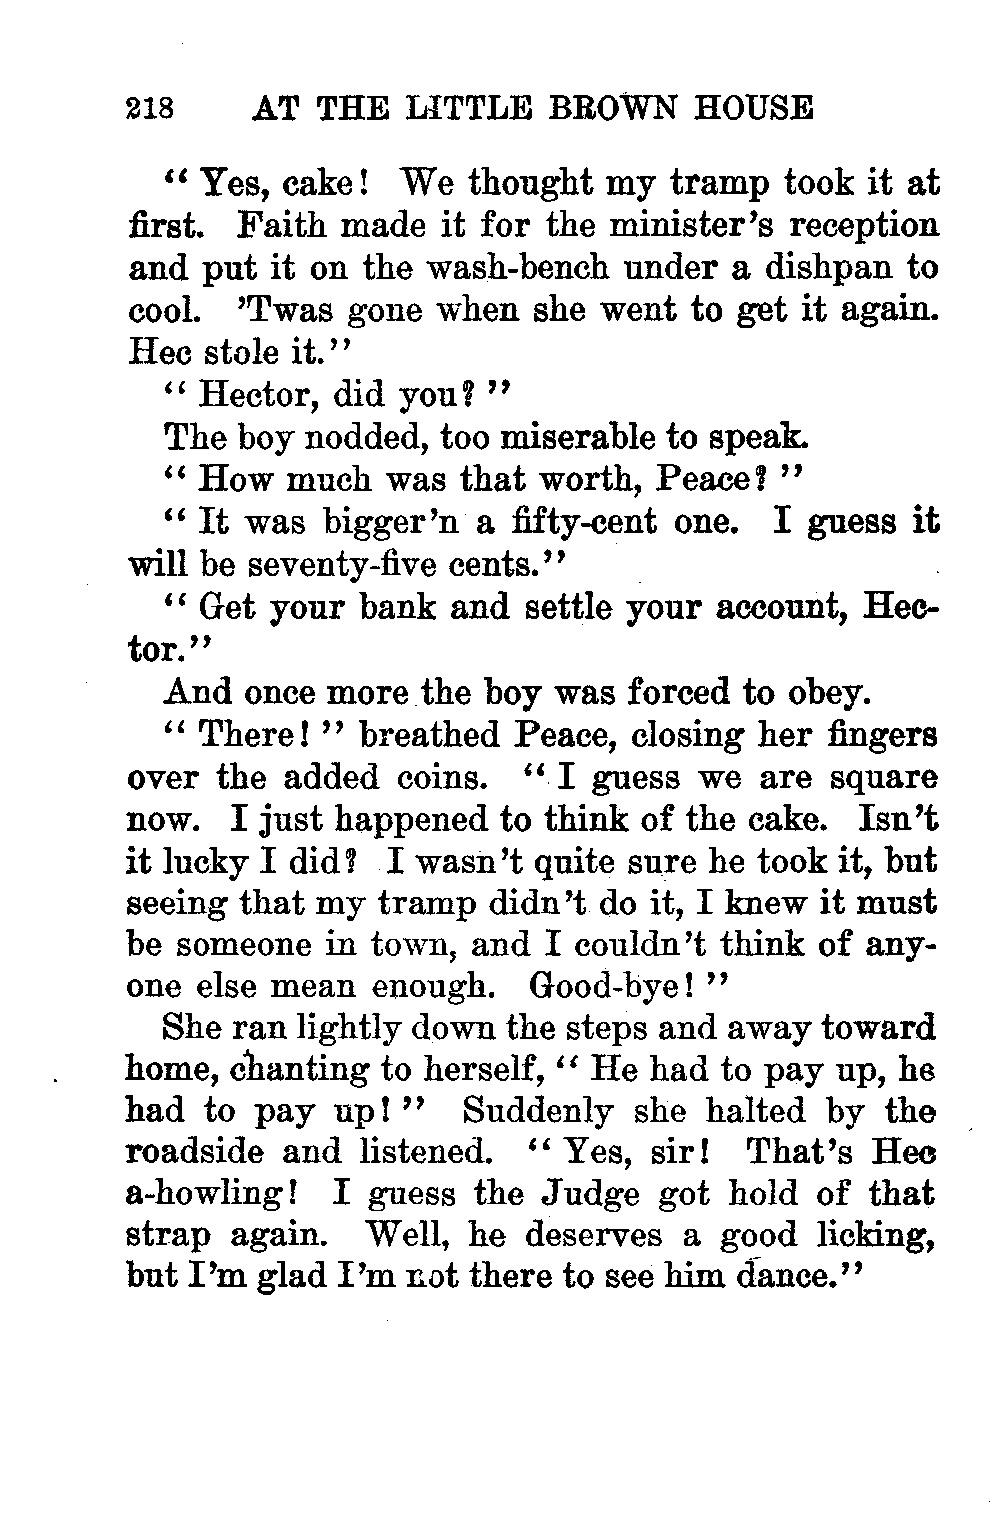 218 AT THE LITTLE BROWN HOUSE
“ Yes, cake! We thought my tramp took it at
first. Faith made it for the minister’s reception
and put it on the wash-bench under a dishpan to
cool. ’Twas gone when she went to get it again.
Hec stole it.”
“ Hector, did you? ”
The boy nodded, too miserable to speak.
“ How much was that worth, Peace? ”
“ It was bigger’n a fifty-cent one. I guess it
will be seventy-five cents.”
“ Get your bank and settle your account, Hec-
tor.”
And once more the boy was forced to obey.
“ There! ” breathed Peace, closing her fingers
over the added coins. “ I guess we are square
now. I just happened to think of the cake. Isn’t
it lucky I did? I wasn’t quite sure he took it, but
seeing that my tramp didn’t do it, I knew it must
be someone in town, and I couldn’t think of any-
one else mean enough. Good-bye! ”
She ran lightly down the steps and away toward
home, chanting to herself, “ He had to pay up, he
had to pay up! ” Suddenly she halted by the
roadside and listened. “ Yes, sir! That’s Hec
a-howling! I guess the Judge got hold of that
strap again. Well, he deserves a good licking,
but I’m glad I’m not there to see him dance.”